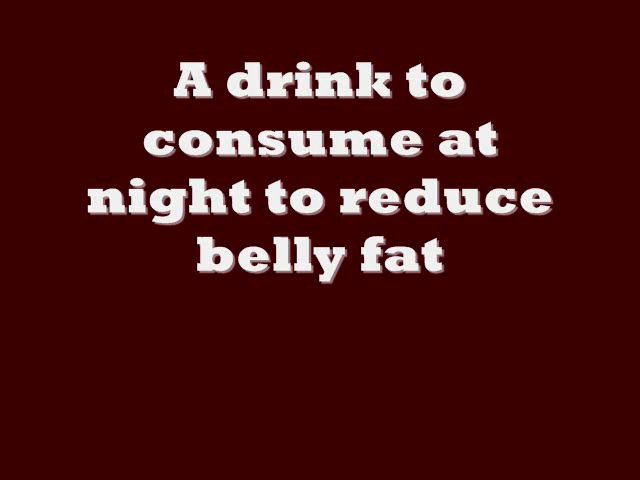 A drink to
consume at
night to reduce
belly fat